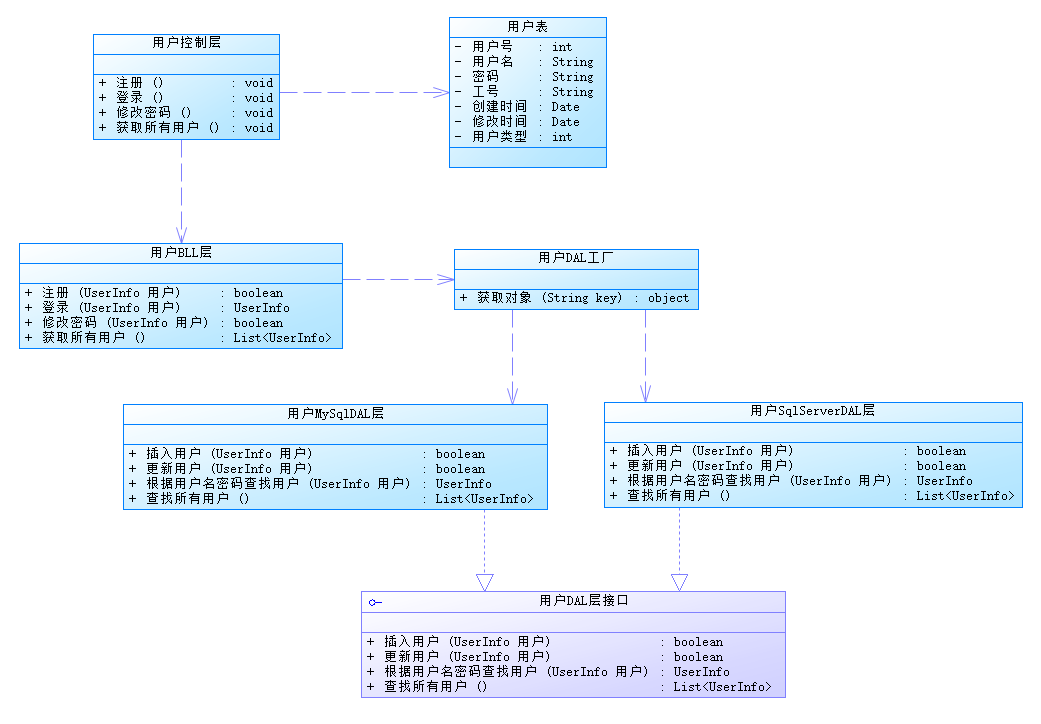 用户控制层
+ 注册 () : void
+ 登录 () : void
+ 修改密码 () : void
+ 获取所有用户 () : void
用户表
- 用户号 : int
- 用户名 : String
- 密码 : String
- 工号 : String
- 创建时间 : Date
- 修改时间 : Date
- 用户类型 : int
用户BLL层
+ 注册 (UserInfo 用户) : boolean
+ 登录 (UserInfo 用户) : UserInfo
+ 修改密码 (UserInfo 用户) : boolean
+ 获取所有用户 () : List<UserInfo>
用户DAL工厂
+ 获取对象 (String key) : object
用户MySqlDAL层
+ 插入用户 (UserInfo 用户) : boolean
+ 更新用户 (UserInfo 用户) : boolean
+ 根据用户名密码查找用户 (UserInfo 用户) : UserInfo
+ 查找所有用户 () : List<UserInfo>
用户SqlServerDAL层
+ 插入用户 (UserInfo 用户) : boolean
+ 更新用户 (UserInfo 用户) : boolean
+ 根据用户名密码查找用户 (UserInfo 用户) : UserInfo
+ 查找所有用户 () : List<UserInfo>
用户DAL层接口
+ 插入用户 (UserInfo 用户) : boolean
+ 更新用户 (UserInfo 用户) : boolean
+ 根据用户名密码查找用户 (UserInfo 用户) : UserInfo
+ 查找所有用户 () : List<UserInfo>